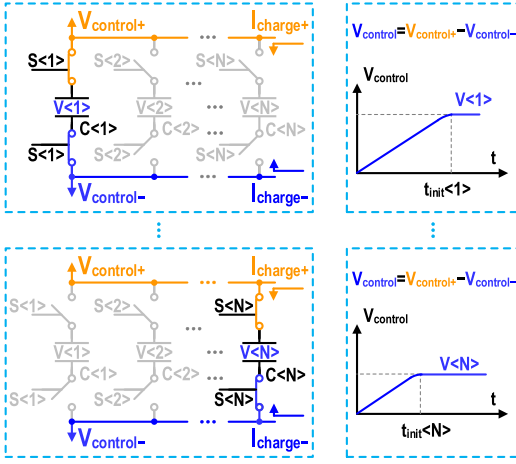 Vcontrol+ Icharge+
S<1> S<2> S<N>
V<1> V<2> V<N>
C<1> C<2> C<N>
S<1> S<2> S<N>
Vcontrol− Icharge−
Vcontrol=Vcontrol+−Vcontrol−
Vcontrol
V<1>
t
tinit<1>
Vcontrol+ Icharge+
S<1> S<2> S<N>
V<1> V<2> V<N>
C<1> C<2> C<N>
S<1> S<2> S<N>
Vcontrol− Icharge−
Vcontrol=Vcontrol+−Vcontrol−
Vcontrol
V<N>
t
tinit<N>